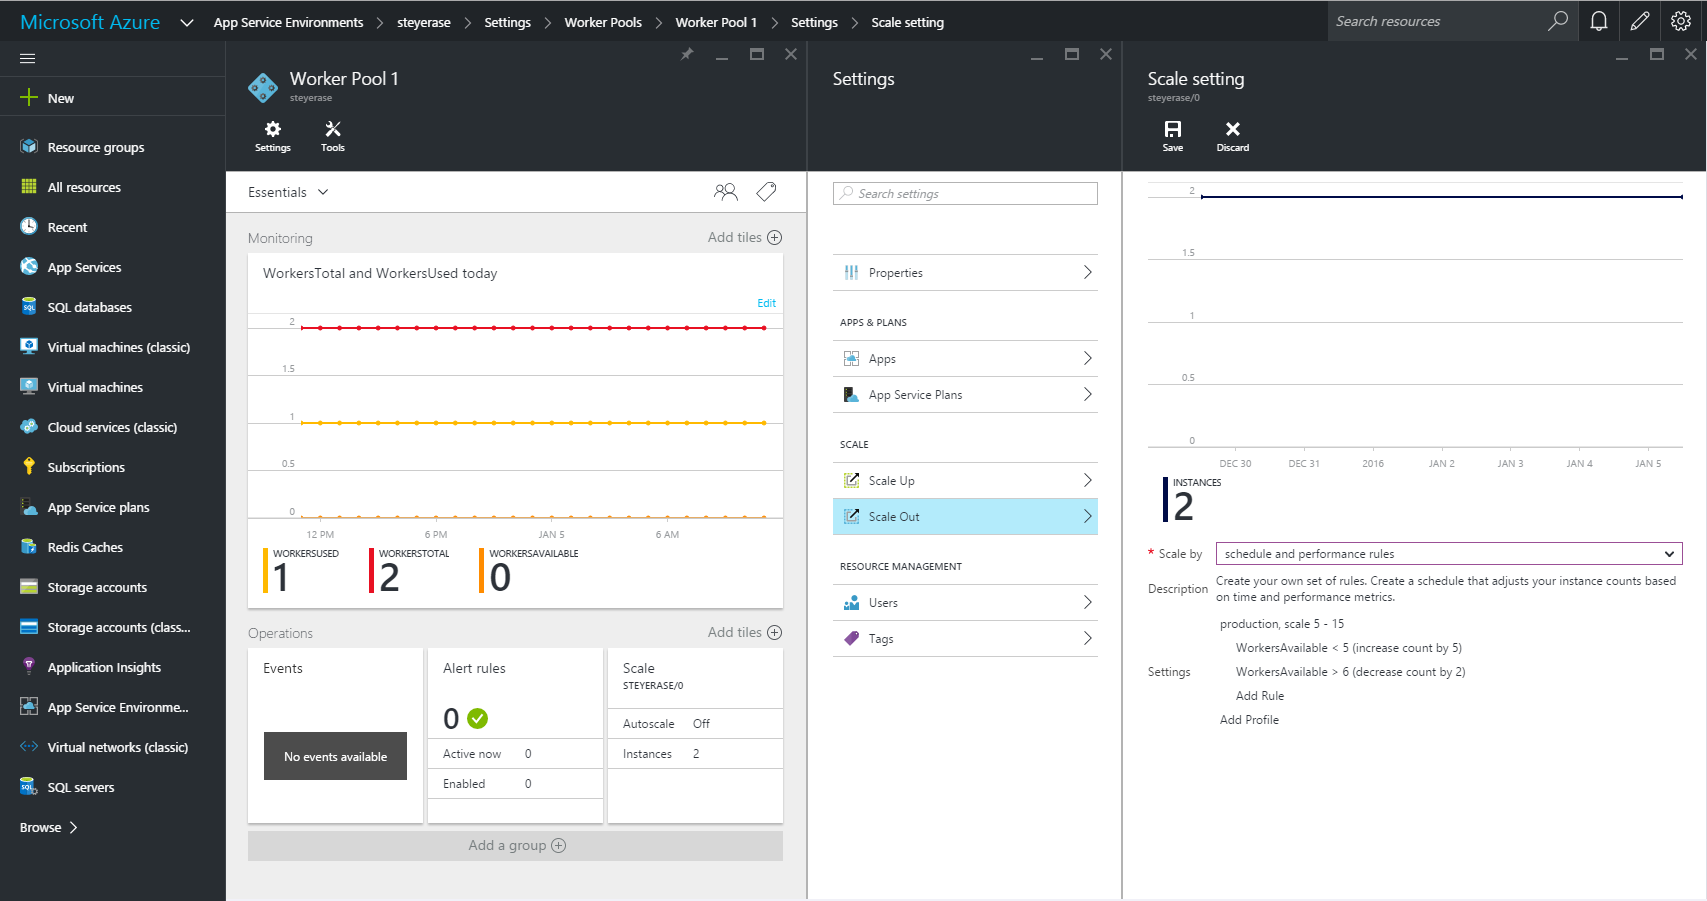 Microsoft Azure
App Service Environments > steyerase > Settings > Worker Pools > Worker Pool 1 > Settings > Scale setting
Search resources
New
Resource groups
All resources
Recent
App Services
SQL databases
Virtual machines (classic)
Virtual machines
Cloud services (classic)
Subscriptions
App Service plans
Redis Caches
Storage accounts
Storage accounts (class...
Application Insights
App Service Environme...
Virtual networks (classic)
SQL servers
Browse >
Worker Pool 1
steyerase
Settings
Tools
Essentials
Monitoring
Add tiles
WorkersTotal and WorkersUsed today
Edit
2
1.5
1
0.5
0
12 PM
6 PM
JAN 5
6 AM
WORKERSUSED
1
WORKERSTOTAL
2
WORKERSAVAILABLE
0
Operations
Add tiles
Events
No events available
Alert rules
0
Active now 0
Enabled 0
Scale
STEYERASE/0
Autoscale Off
Instances 2
Add a group
Settings
Search settings
Properties
APPS & PLANS
Apps
App Service Plans
SCALE
Scale Up
Scale Out
RESOURCE MANAGEMENT
Users
Tags
Scale setting
steyerase/0
Save
Discard
2
1.5
1
0.5
0
DEC 30
DEC 31
2016
JAN 2
JAN 3
JAN 4
JAN 5
INSTANCES
2
* Scale by
schedule and performance rules
Description
Create your own set of rules. Create a schedule that adjusts your instance counts based
on time and performance metrics.
Settings
production, scale 5 - 15
WorkersAvailable < 5 (increase count by 5)
WorkersAvailable > 6 (decrease count by 2)
Add Rule
Add Profile